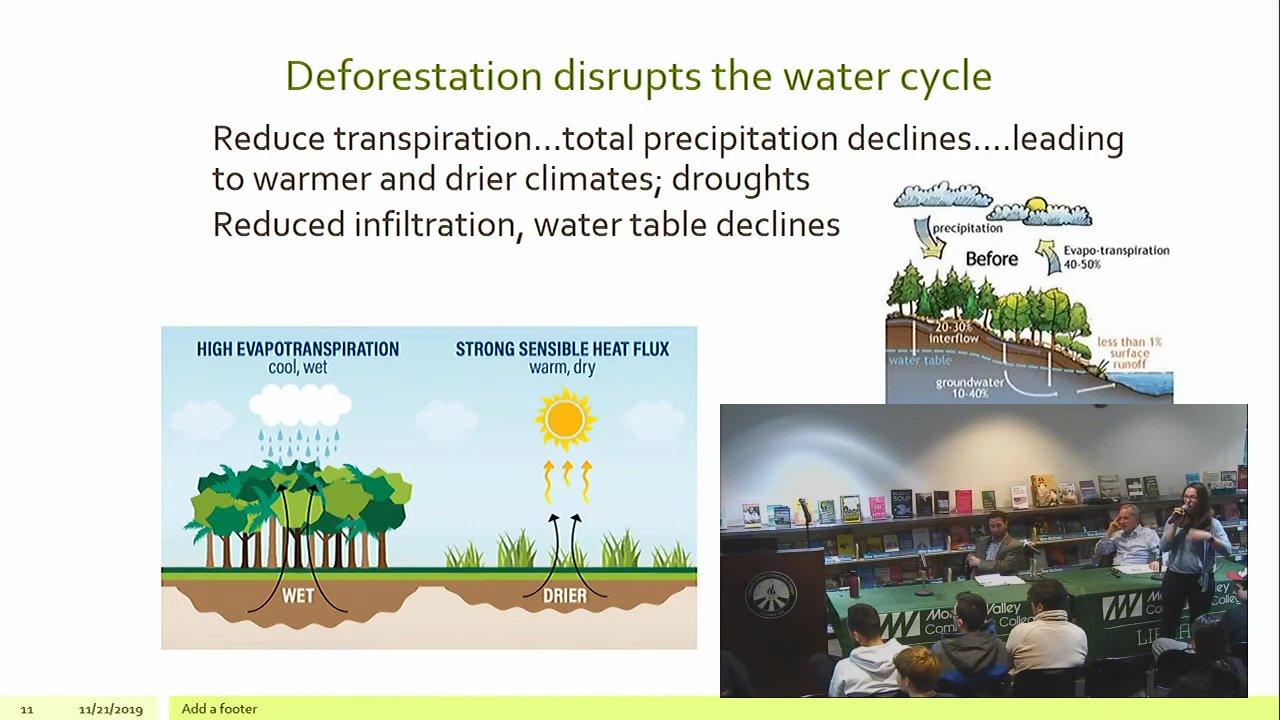 Deforestation disrupts the water cycle
Reduce transpiration...total precipitation declines....leading
to warmer and drier climates; droughts
Reduced infiltration, water table declines
precipitation
Before
Evapo-transpiration
40-50%
20-30%
Interflow
water table
less than 1%
surface
runoff
groundwater
10-40%
HIGH EVAPOTRANSPIRATION
cool, wet
STRONG SENSIBLE HEAT FLUX
warm, dry
WET
DRIER
Valley
College
11
11/21/2019
Add a footer